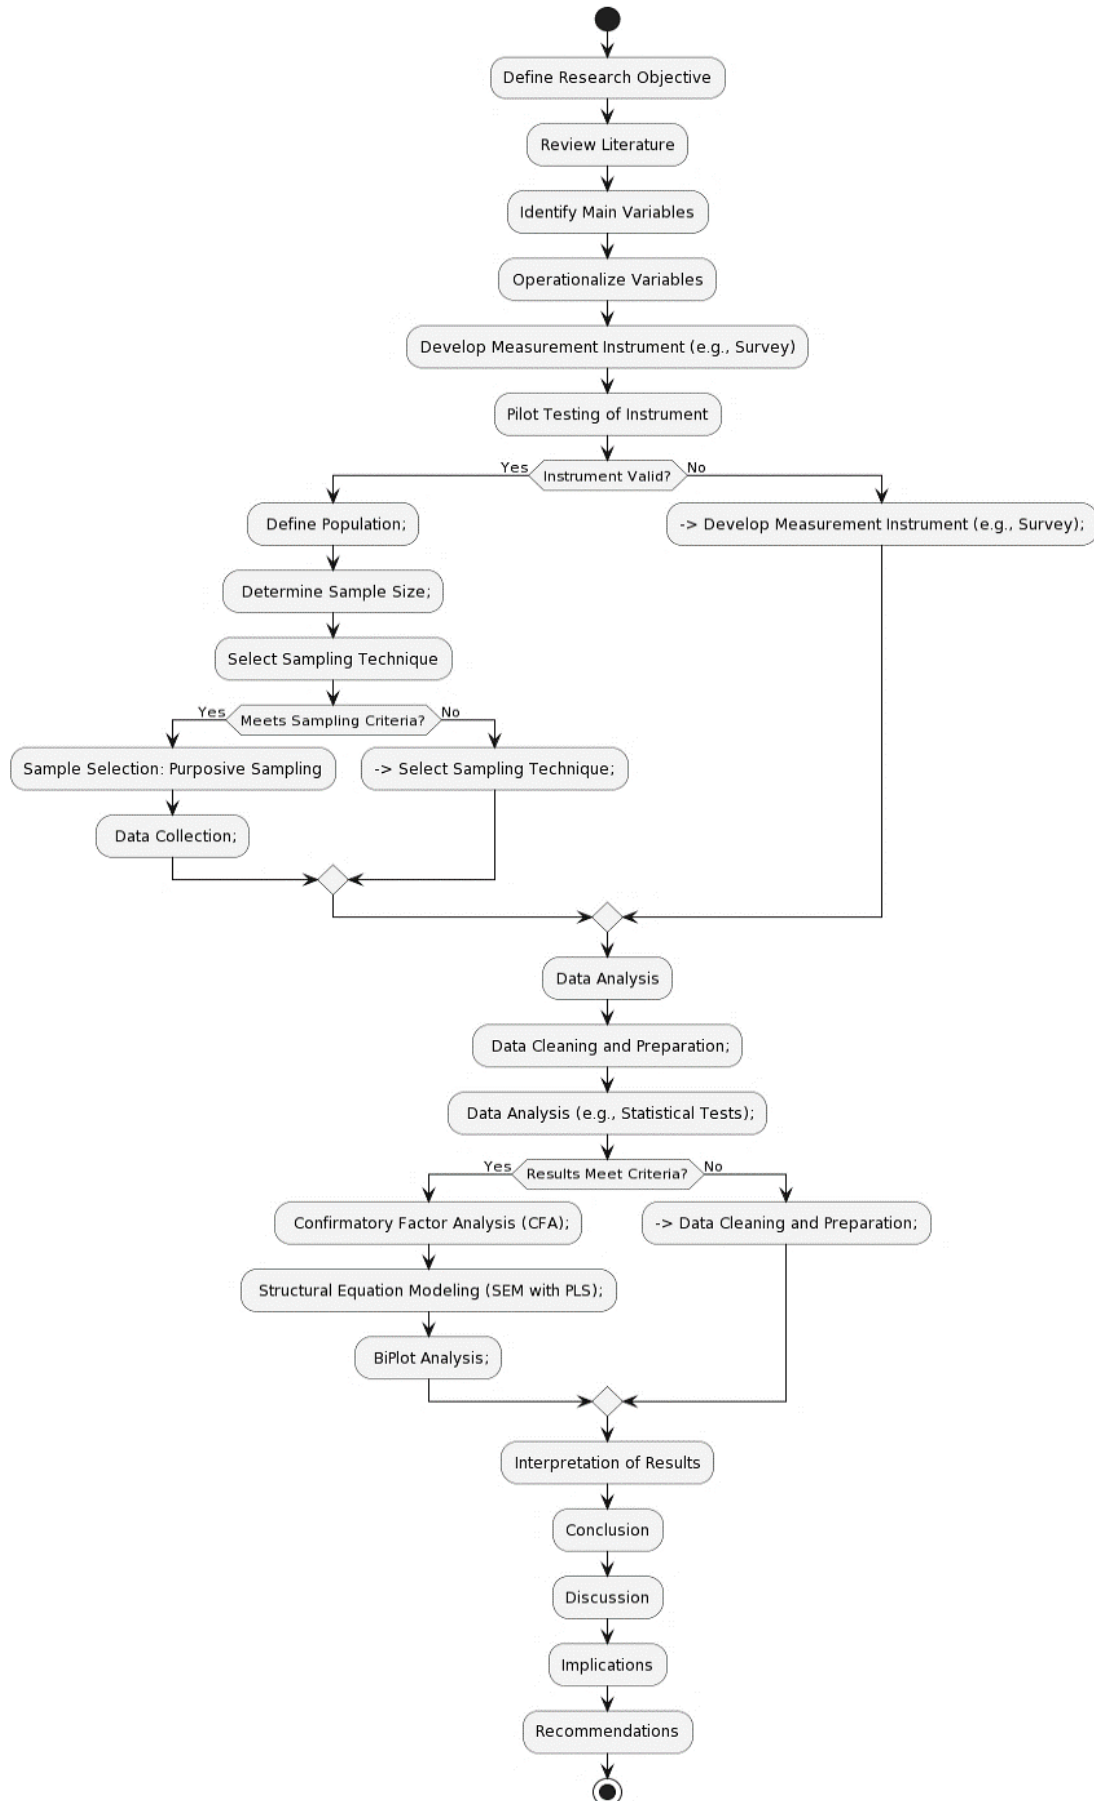 Define Research Objective
Review Literature
Identify Main Variables
Operationalize Variables
Develop Measurement Instrument (e.g., Survey)
Pilot Testing of Instrument
Yes
Instrument Valid?
No
Define Population;
-> Develop Measurement Instrument (e.g., Survey);
Determine Sample Size;
Select Sampling Technique
Yes
Meets Sampling Criteria?
No
Sample Selection: Purposive Sampling
-> Select Sampling Technique;
Data Collection;
Data Analysis
Data Cleaning and Preparation;
Data Analysis (e.g., Statistical Tests);
Yes
Results Meet Criteria?
No
Confirmatory Factor Analysis (CFA);
-> Data Cleaning and Preparation;
Structural Equation Modeling (SEM with PLS);
BiPlot Analysis;
Interpretation of Results
Conclusion
Discussion
Implications
Recommendations